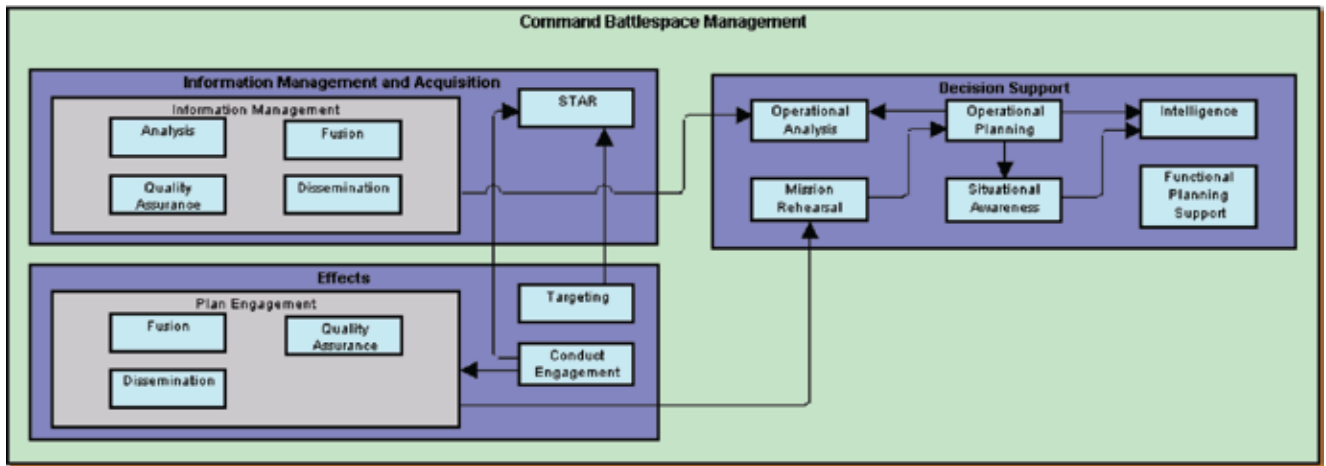 Command Battlespace Management
Information Management and Acquisition
Information Management
Analysis
Fusion
Quality
Assurance
Dissemination
STAR
Decision Support
Operational
Analysis
Operational
Planning
Intelligence
Mission
Rehearsal
Situational
Awareness
Functional
Planning
Support
Effects
Plan Engagement
Fusion
Quality
Assurance
Dissemination
Targeting
Conduct
Engagement